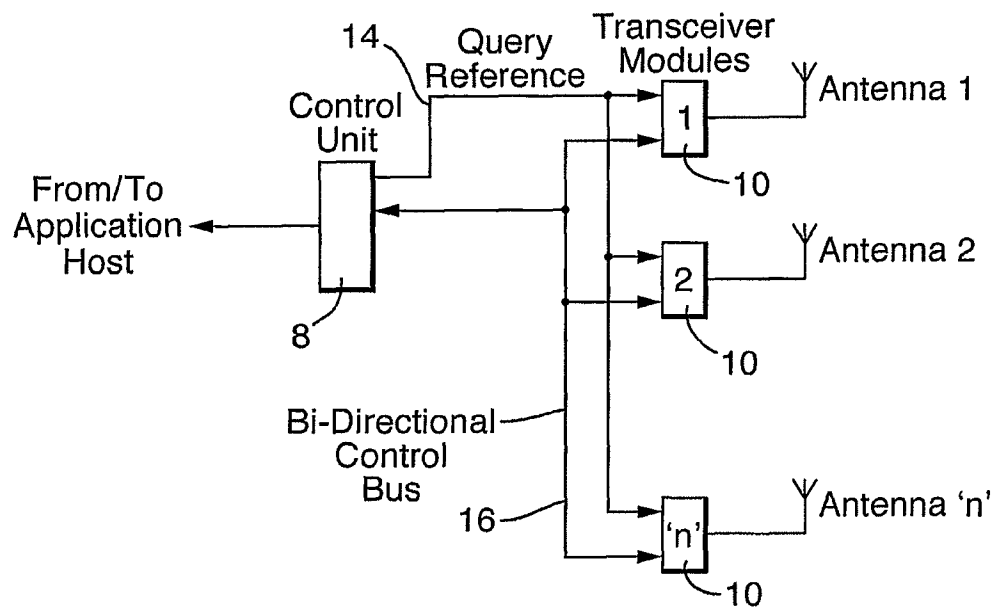 14
Query
Reference
Transceiver
Modules
Antenna 1
Control
Unit
1
10
From/To
Application
Host
8
Antenna 2
2
10
Bi-Directional
Control
Bus
16
Antenna ‘n’
‘n’
10